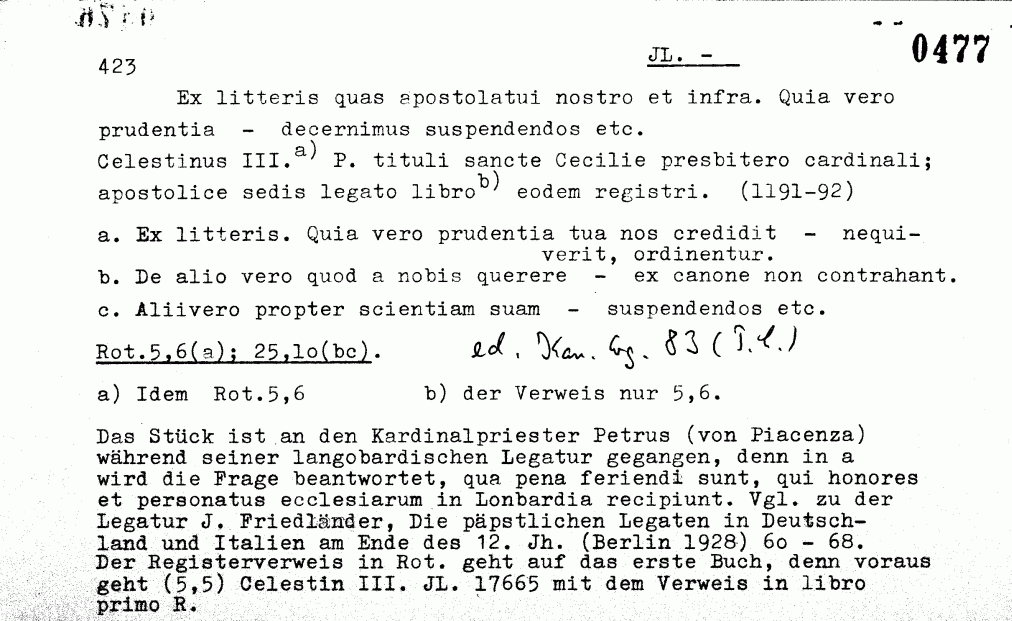 JL. -
0477
423
Ex litteris quas apostolatui nostro et infra. Quia vero
prudentia - decernimus suspendendos etc.
Celestinus III.a) P. tituli sancte Cecilie presbitero cardinali;
apostolice sedis legato libro b) eodem registri. (1191-92)
a. Ex litteris. Quia vero prudentia tua nos credidit - nequi-
verit, ordinentur.
b. De alio vero quod a nobis querere - ex canone non contrahant.
c. Aliivero propter scientiam suam - suspendendos etc.
Rot.5,6(a); 25,1o(bc). ed. Kan. Erg. 83 (T.l.)
a) Idem Rot.5,6 b) der Verweis nur 5,6.
Das Stück ist an den Kardinalpriester Petrus (von Piacenza)
während seiner langobardischen Legatur gegangen, denn in a
wird die Frage beantwortet, qua pena feriendi sunt, qui honores
et personatus ecclesiarum in Lonbardia recipiunt. Vgl. zu der
Legatur J. Friedländer, Die päpstlichen Legaten in Deutsch-
land und Italien am Ende des 12. Jh. (Berlin 1928) 6o - 68.
Der Registerverweis in Rot. geht auf das erste Buch, denn voraus
geht (5,5) Celestin III. JL. 17665 mit dem Verweis in libro
primo R.